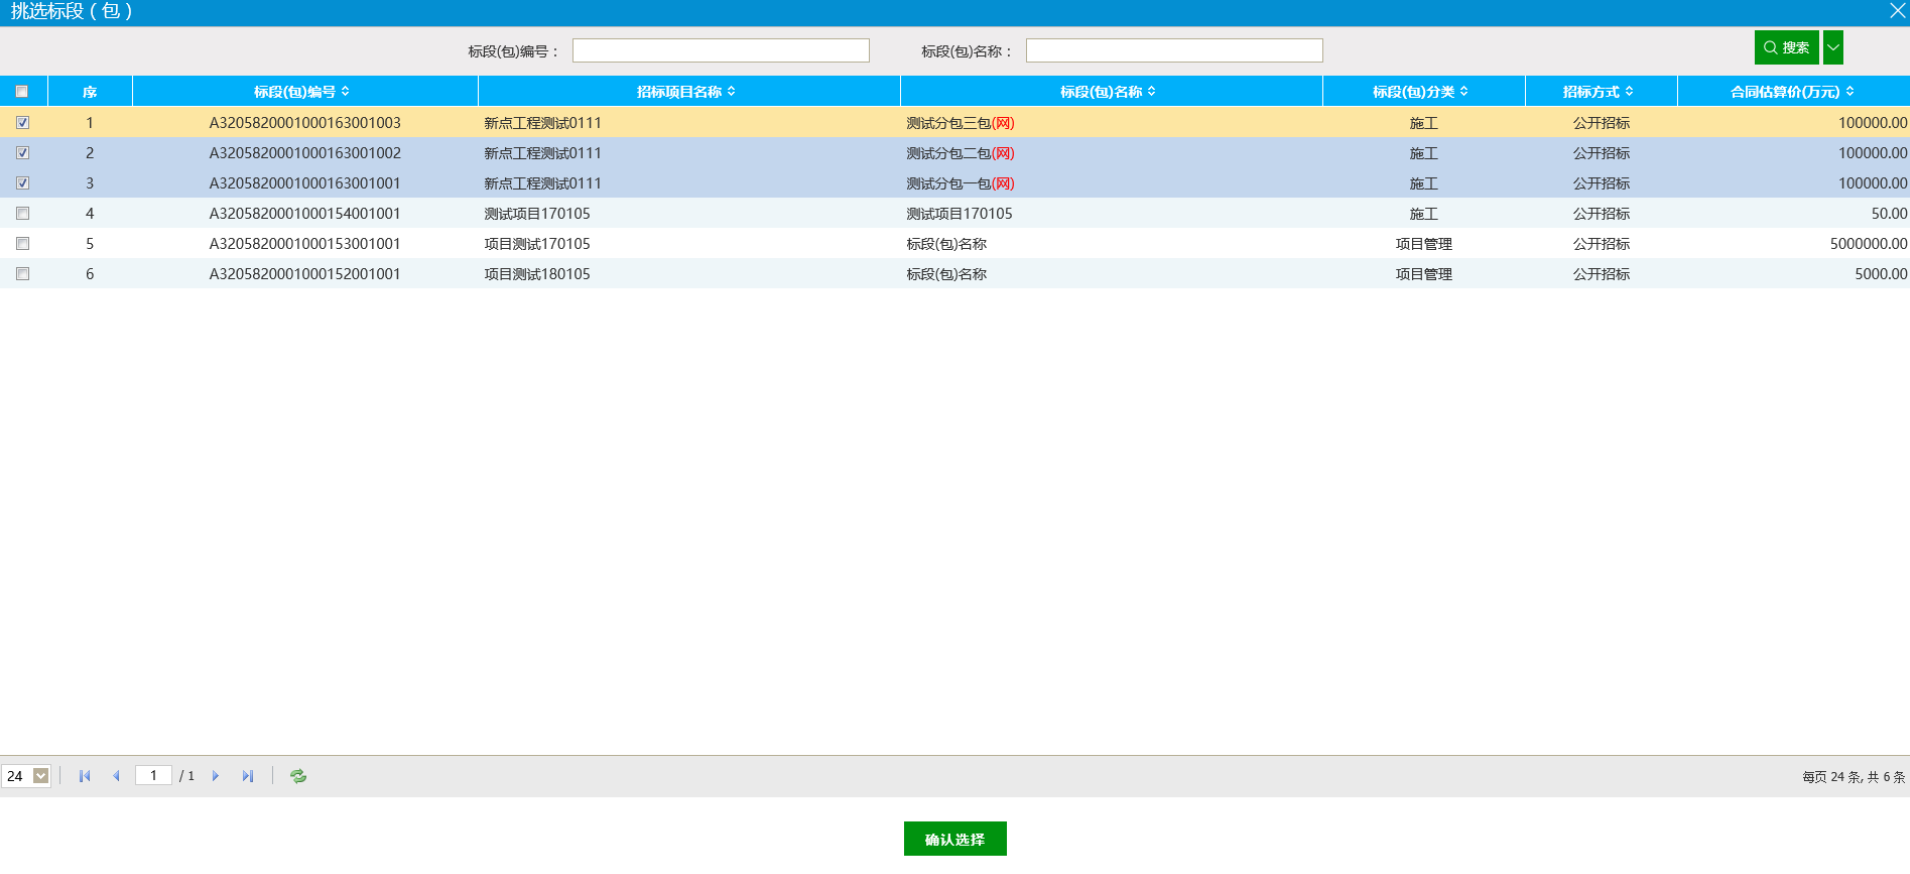 挑选标段（包）
标段(包)编号： 标段(包)名称： 搜索
序 标段(包)编号 招标项目名称 标段(包)名称 标段(包)分类 招标方式 合同估算价(万元)
1 A3205820001000163001003 新点工程测试0111 测试分包三包(网) 施工 公开招标 100000.00
2 A3205820001000163001002 新点工程测试0111 测试分包二包(网) 施工 公开招标 100000.00
3 A3205820001000163001001 新点工程测试0111 测试分包一包(网) 施工 公开招标 100000.00
4 A3205820001000154001001 测试项目170105 测试项目170105 施工 公开招标 50.00
5 A3205820001000153001001 项目测试170105 标段(包)名称 项目管理 公开招标 5000000.00
6 A3205820001000152001001 项目测试180105 标段(包)名称 项目管理 公开招标 5000.00
24 1 / 1 每页 24 条, 共 6 条
确认选择